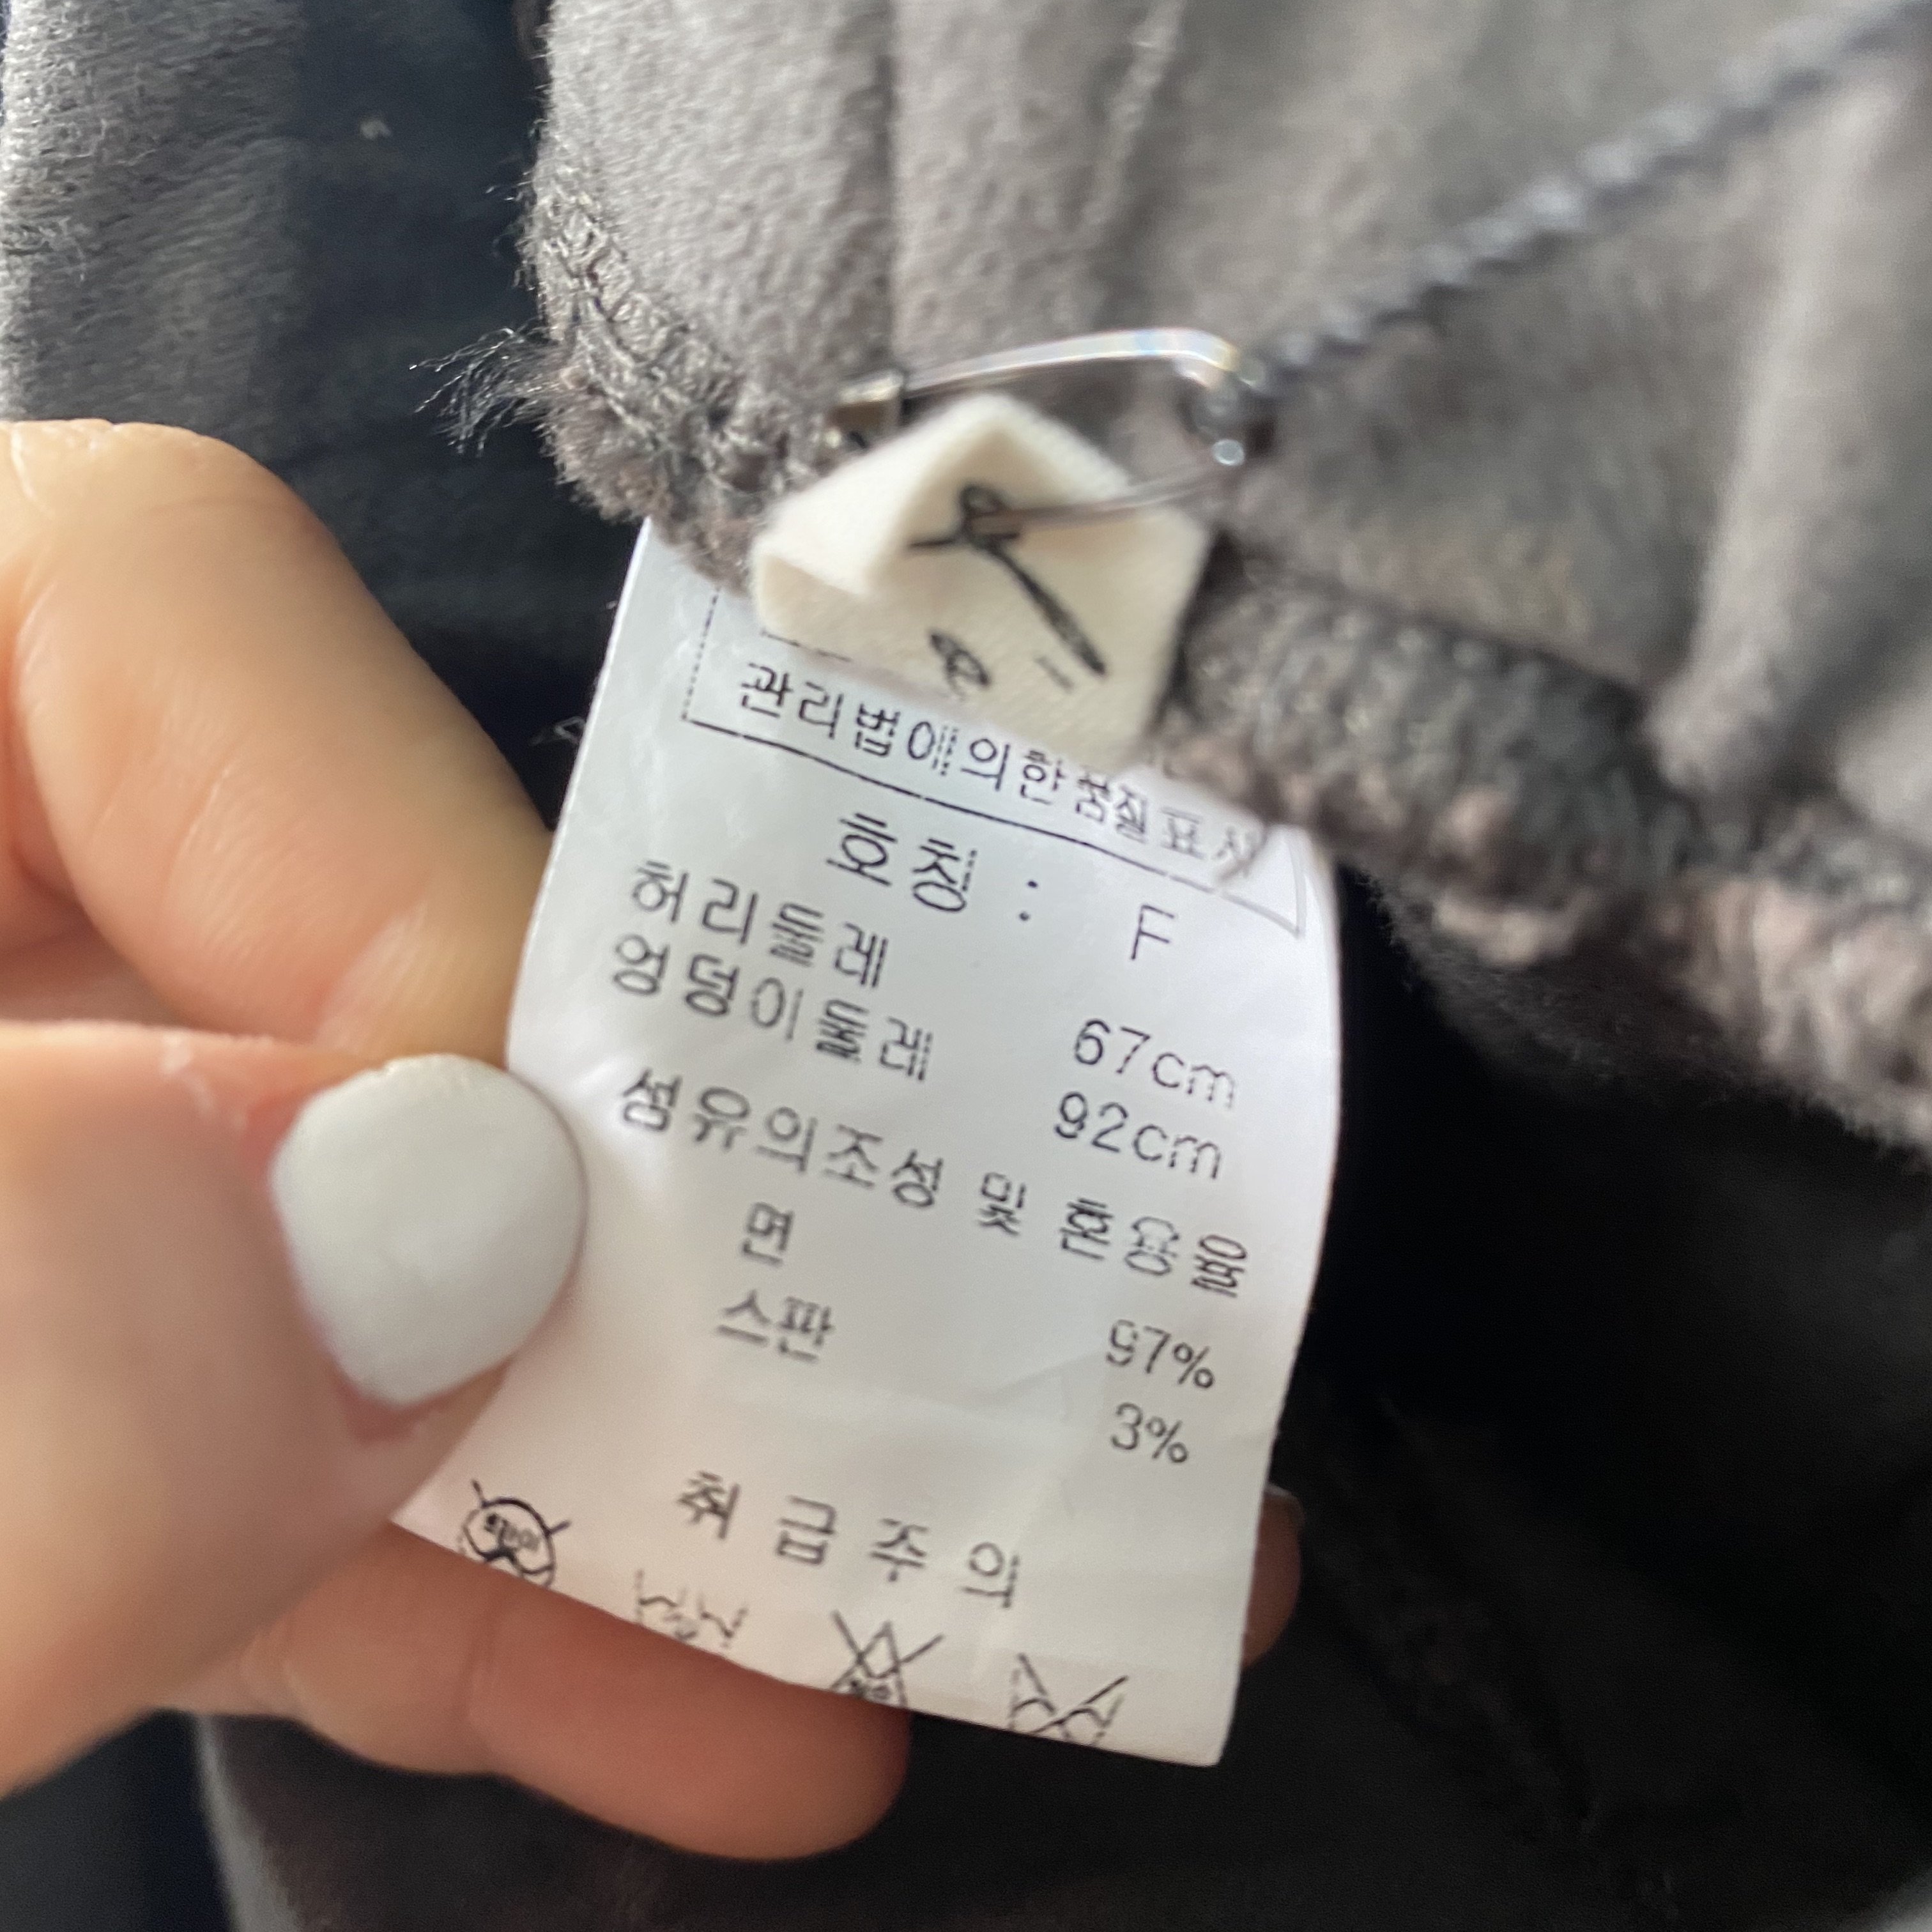 관리법에의한품질표시
호칭 : F
허리둘레 67cm
엉덩이둘레 92cm
섬유의조성 및 혼용율
면 97%
스판 3%
취급주의